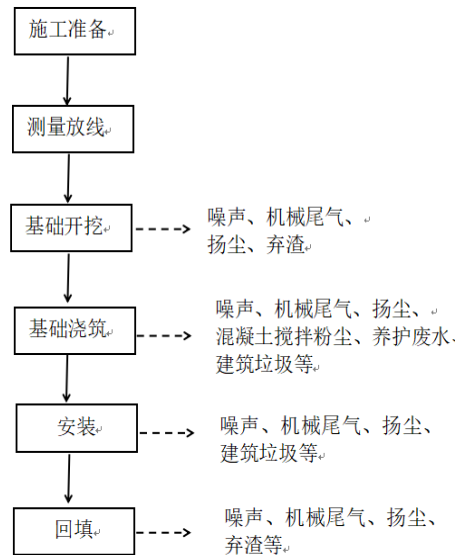 施工准备
测量放线
基础开挖
噪声、机械尾气、
扬尘、弃渣
基础浇筑
噪声、机械尾气、扬尘、
混凝土搅拌粉尘、养护废水、
建筑垃圾等
安装
噪声、机械尾气、扬尘、
建筑垃圾等
回填
噪声、机械尾气、扬尘、
弃渣等